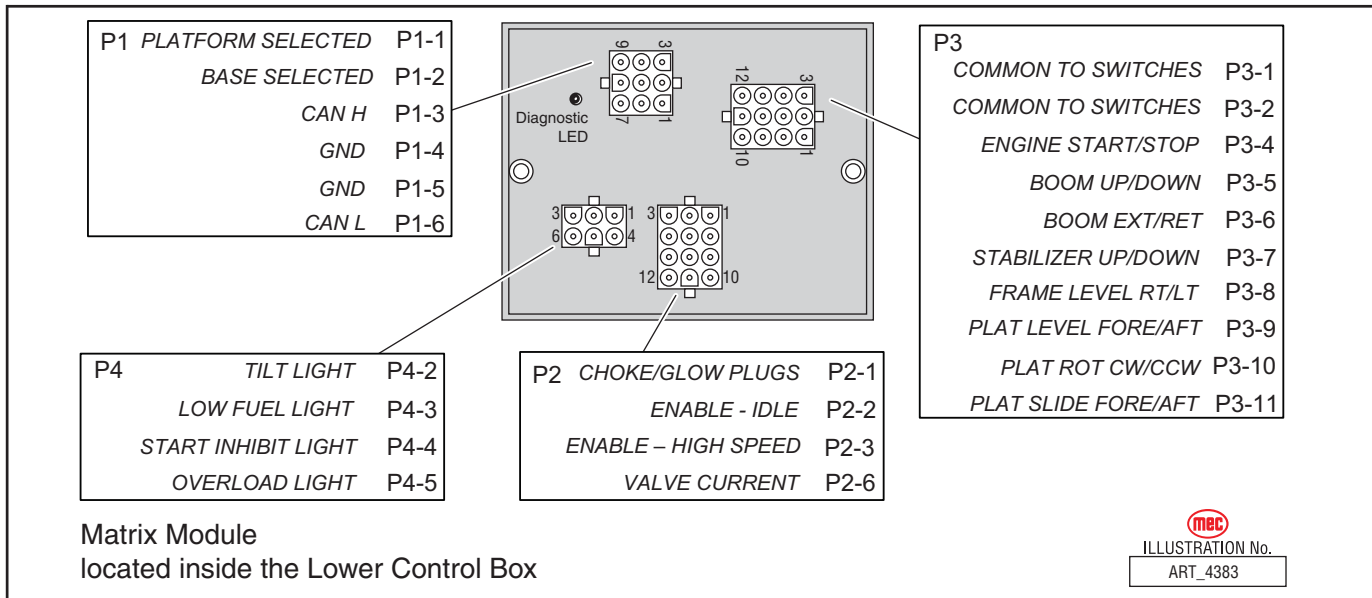 P1 PLATFORM SELECTED P1-1
BASE SELECTED P1-2
CAN H P1-3
GND P1-4
GND P1-5
CAN L P1-6
9 3
7 1
Diagnostic
LED
12 3
10 1
3 1
6 4
3 1
12 10
P3
COMMON TO SWITCHES P3-1
COMMON TO SWITCHES P3-2
ENGINE START/STOP P3-4
BOOM UP/DOWN P3-5
BOOM EXT/RET P3-6
STABILIZER UP/DOWN P3-7
FRAME LEVEL RT/LT P3-8
PLAT LEVEL FORE/AFT P3-9
PLAT ROT CW/CCW P3-10
PLAT SLIDE FORE/AFT P3-11
P4 TILT LIGHT P4-2
LOW FUEL LIGHT P4-3
START INHIBIT LIGHT P4-4
OVERLOAD LIGHT P4-5
P2 CHOKE/GLOW PLUGS P2-1
ENABLE - IDLE P2-2
ENABLE – HIGH SPEED P2-3
VALVE CURRENT P2-6
Matrix Module
located inside the Lower Control Box
mec
ILLUSTRATION No.
ART_4383